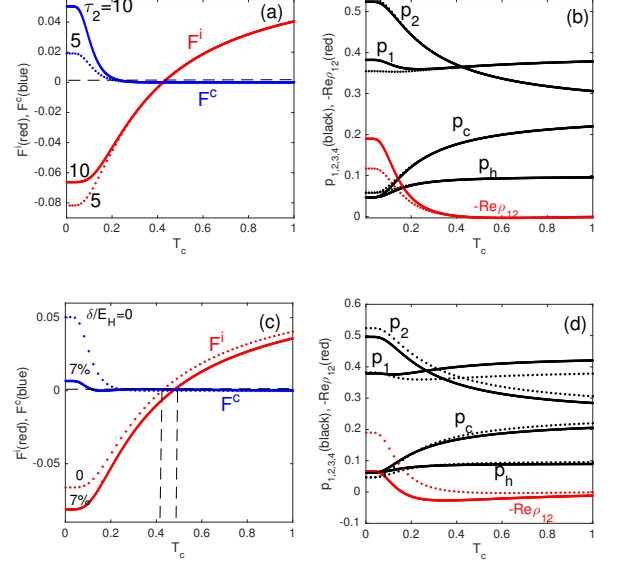 τ2=10
(a)
5
F^i
F^c
10
5
0.04
0.02
0
-0.02
-0.04
-0.06
-0.08
0
0.2
0.4
0.6
0.8
1
T_c
F^i(red), F^c(blue)
(b)
p_2
p_1
p_c
p_h
-Reρ_12
0.5
0.4
0.3
0.2
0.1
0
0
0.2
0.4
0.6
0.8
1
T_c
p_1,2,3,4(black), -Reρ_12(red)
δ/E_H=0
(c)
F^i
7%
F^c
0
7%
0.05
0
-0.05
0
0.2
0.4
0.6
0.8
1
T_c
F^i(red), F^c(blue)
(d)
p_2
p_1
p_c
p_h
-Reρ_12
0.6
0.5
0.4
0.3
0.2
0.1
0
-0.1
0
0.2
0.4
0.6
0.8
1
T_c
p_1,2,3,4(black), -Reρ_12(red)